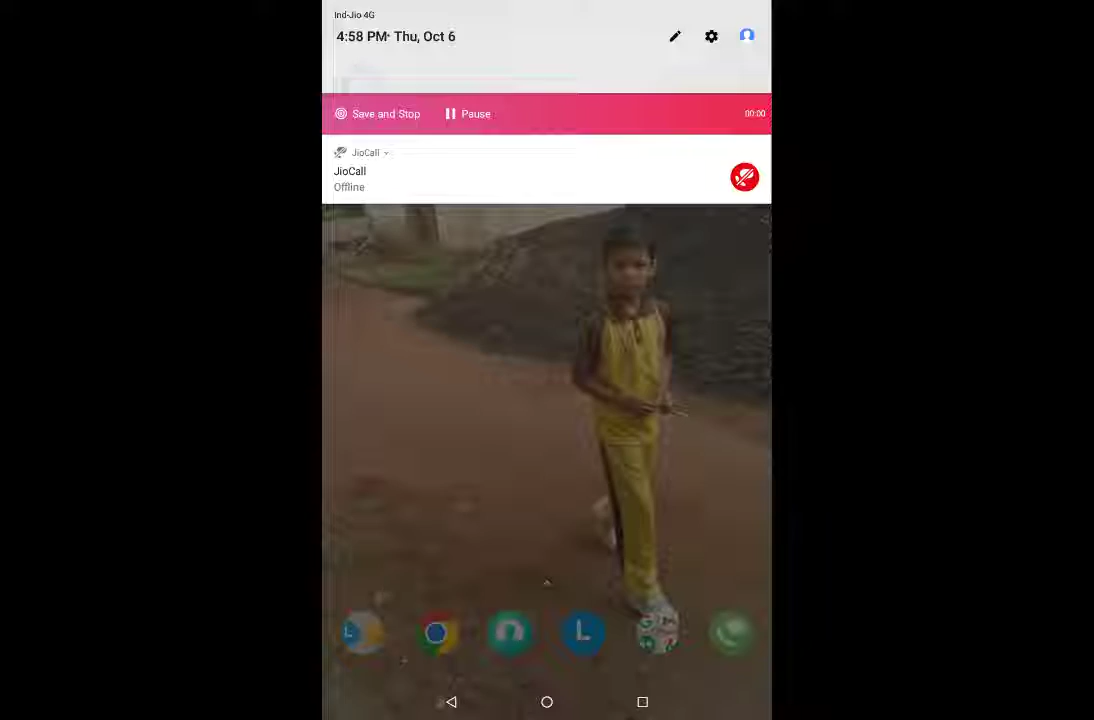 Ind-Jio 4G
4:58 PM· Thu, Oct 6
Save and Stop
Pause
00:00
JioCall
JioCall
Offline
L
L